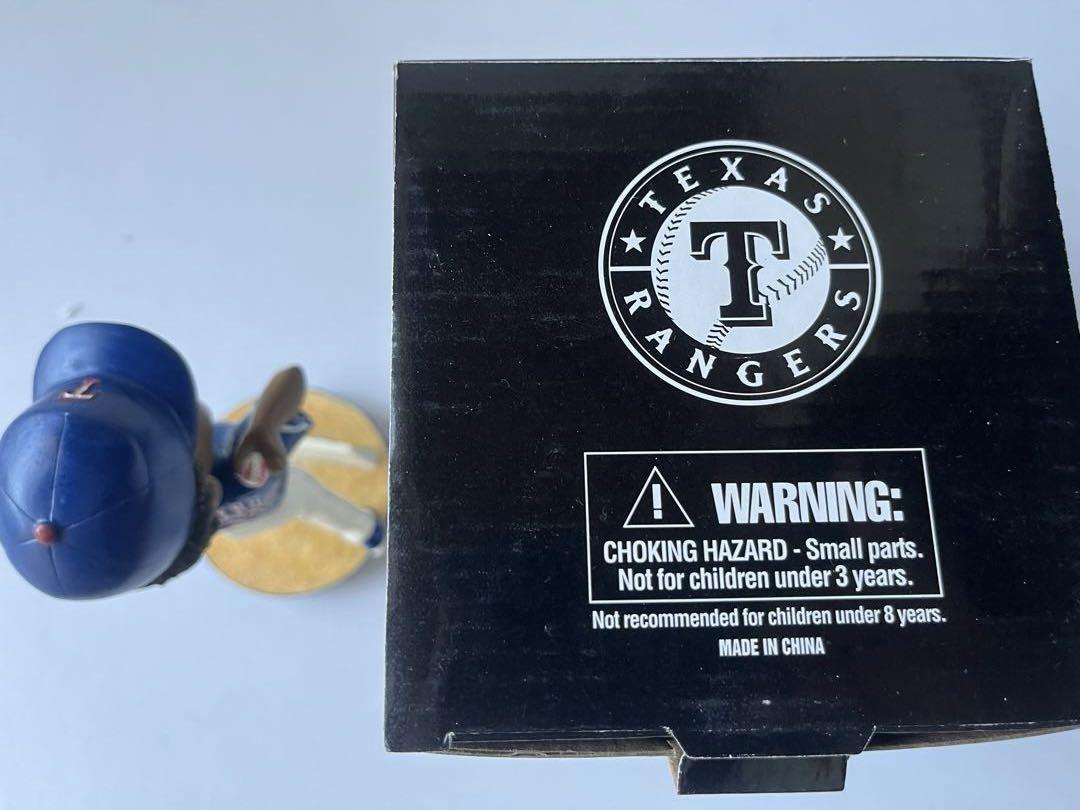 TEXAS
T
RANGERS
WARNING:
CHOKING HAZARD - Small parts.
Not for children under 3 years.
Not recommended for children under 8 years.
MADE IN CHINA
T